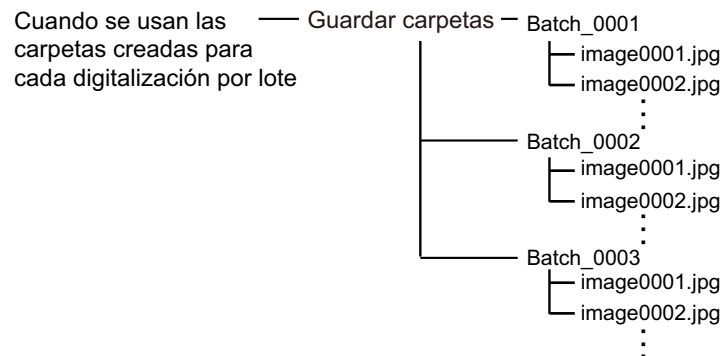 Cuando se usan las
carpetas creadas para
cada digitalización por lote
Guardar carpetas
Batch_0001
image0001.jpg
image0002.jpg
Batch_0002
image0001.jpg
image0002.jpg
Batch_0003
image0001.jpg
image0002.jpg